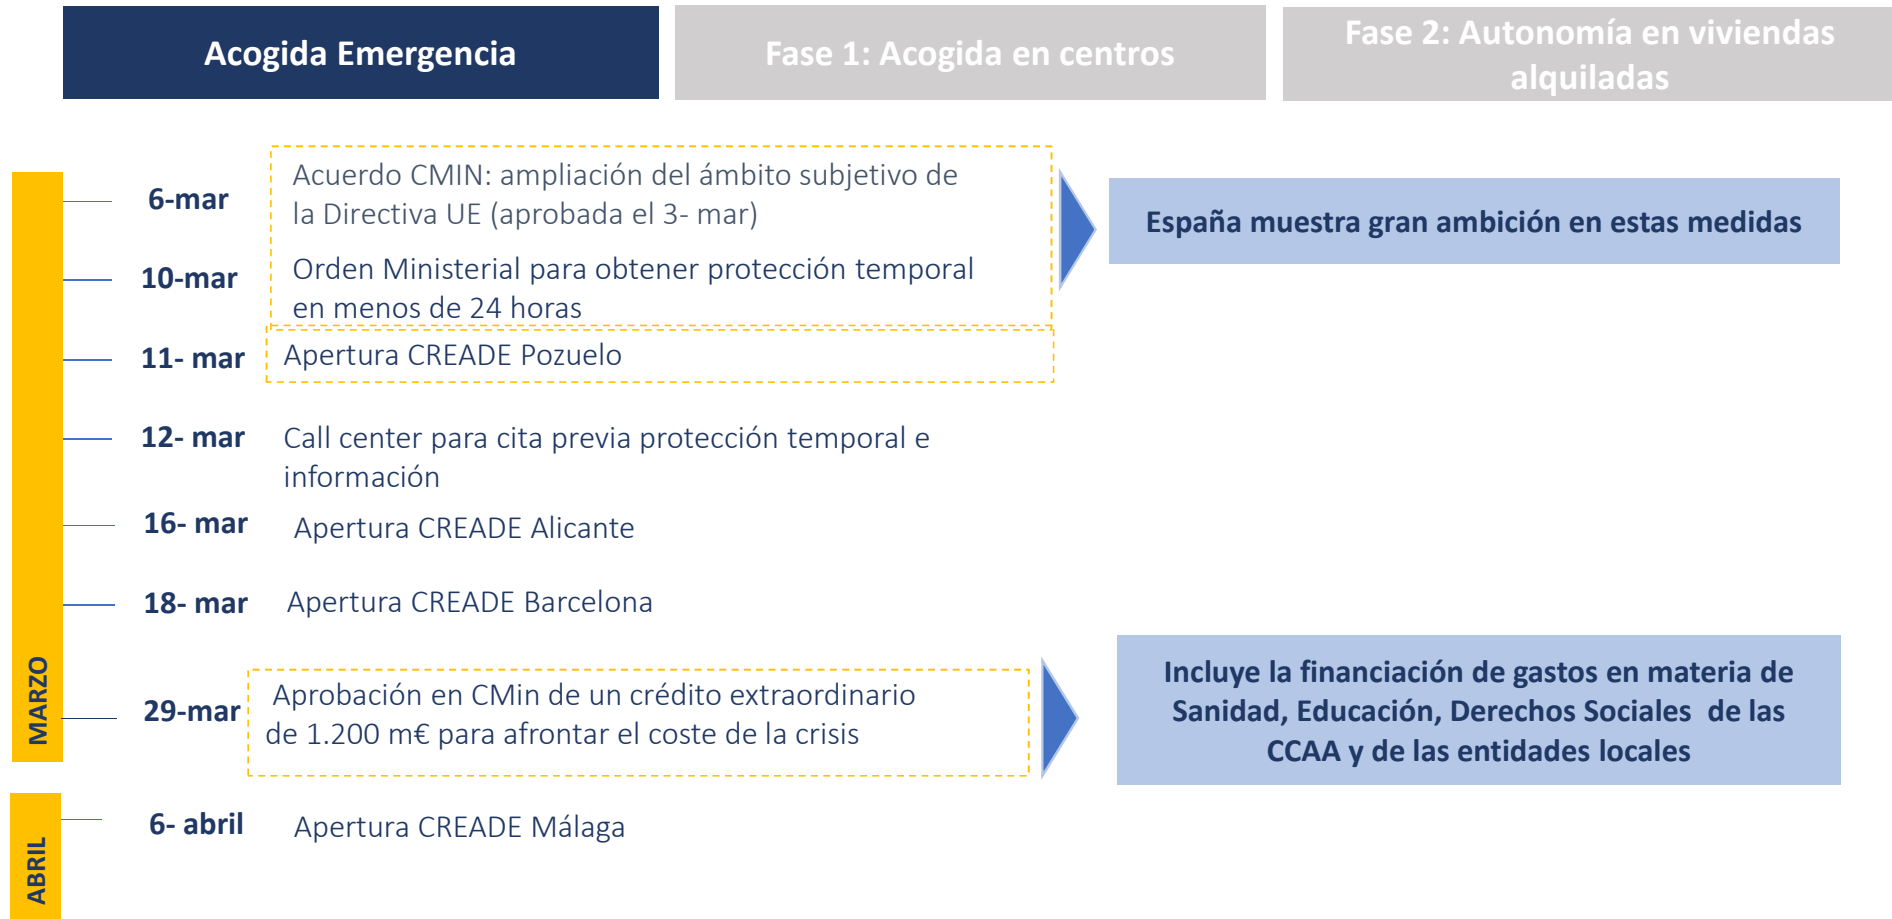 Acogida Emergencia
Fase 1: Acogida en centros
Fase 2: Autonomía en viviendas
alquiladas
MARZO
6-mar
Acuerdo CMIN: ampliación del ámbito subjetivo de
la Directiva UE (aprobada el 3- mar)
10-mar
Orden Ministerial para obtener protección temporal
en menos de 24 horas
España muestra gran ambición en estas medidas
11- mar
Apertura CREADE Pozuelo
12- mar
Call center para cita previa protección temporal e
información
16- mar
Apertura CREADE Alicante
18- mar
Apertura CREADE Barcelona
29-mar
Aprobación en CMin de un crédito extraordinario
de 1.200 m€ para afrontar el coste de la crisis
Incluye la financiación de gastos en materia de
Sanidad, Educación, Derechos Sociales de las
CCAA y de las entidades locales
ABRIL
6- abril
Apertura CREADE Málaga